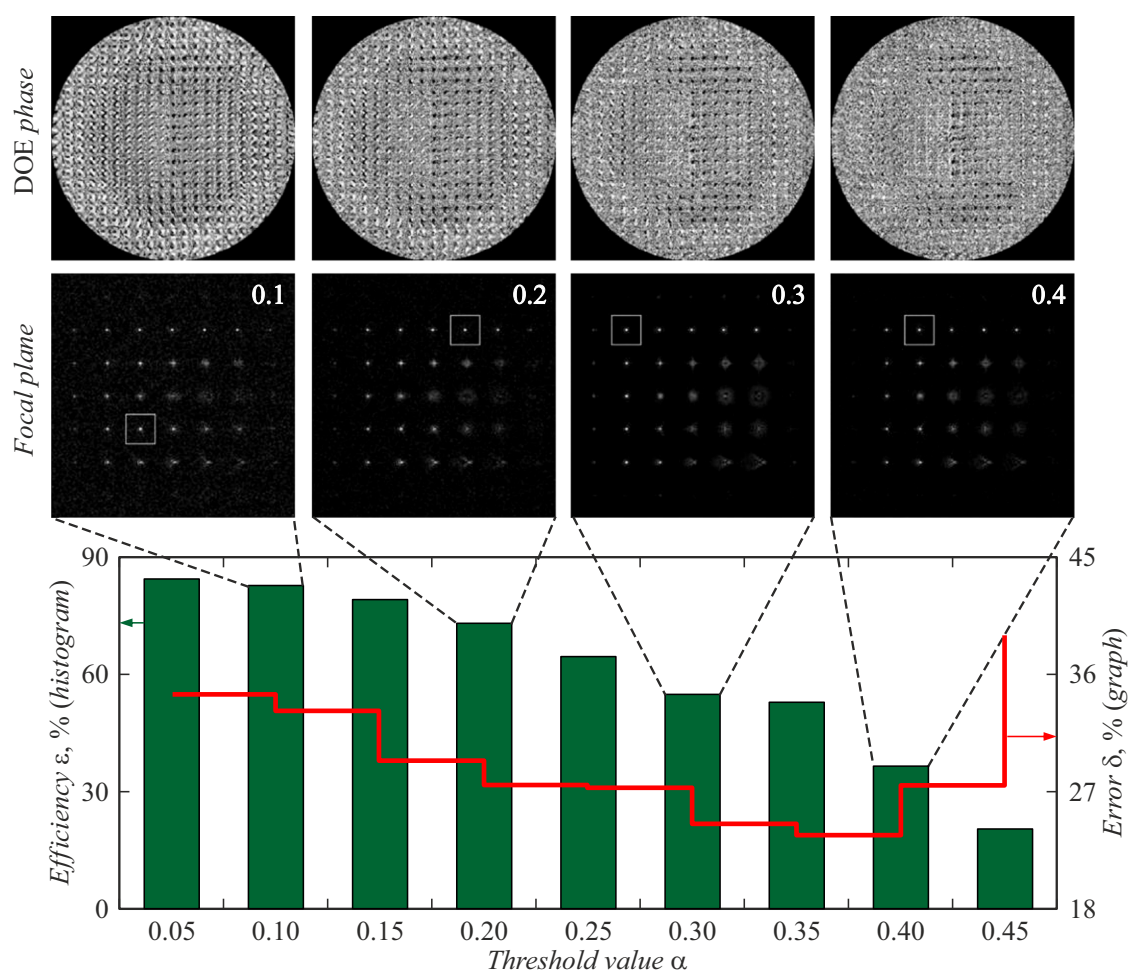 DOE phase
Focal plane
0.1
0.2
0.3
0.4
Efficiency ε, % (histogram)
90
60
30
0
45
36
27
18
Error δ, % (graph)
0.05 0.10 0.15 0.20 0.25 0.30 0.35 0.40 0.45
Threshold value α